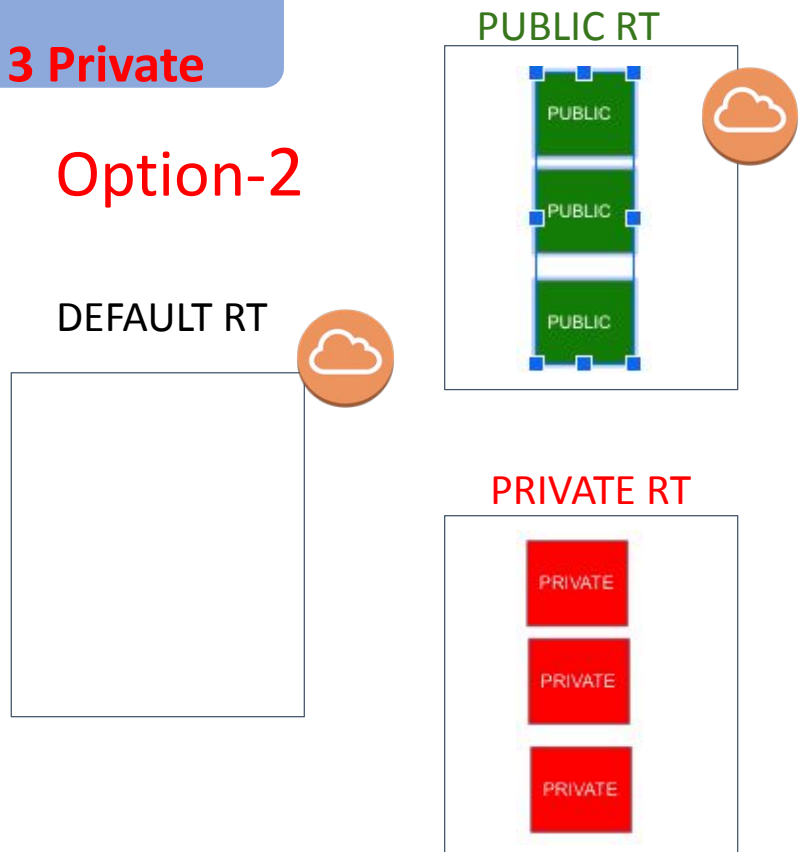 3 Private
Option-2
DEFAULT RT
PUBLIC RT
PUBLIC
PUBLIC
PUBLIC
PRIVATE RT
PRIVATE
PRIVATE
PRIVATE